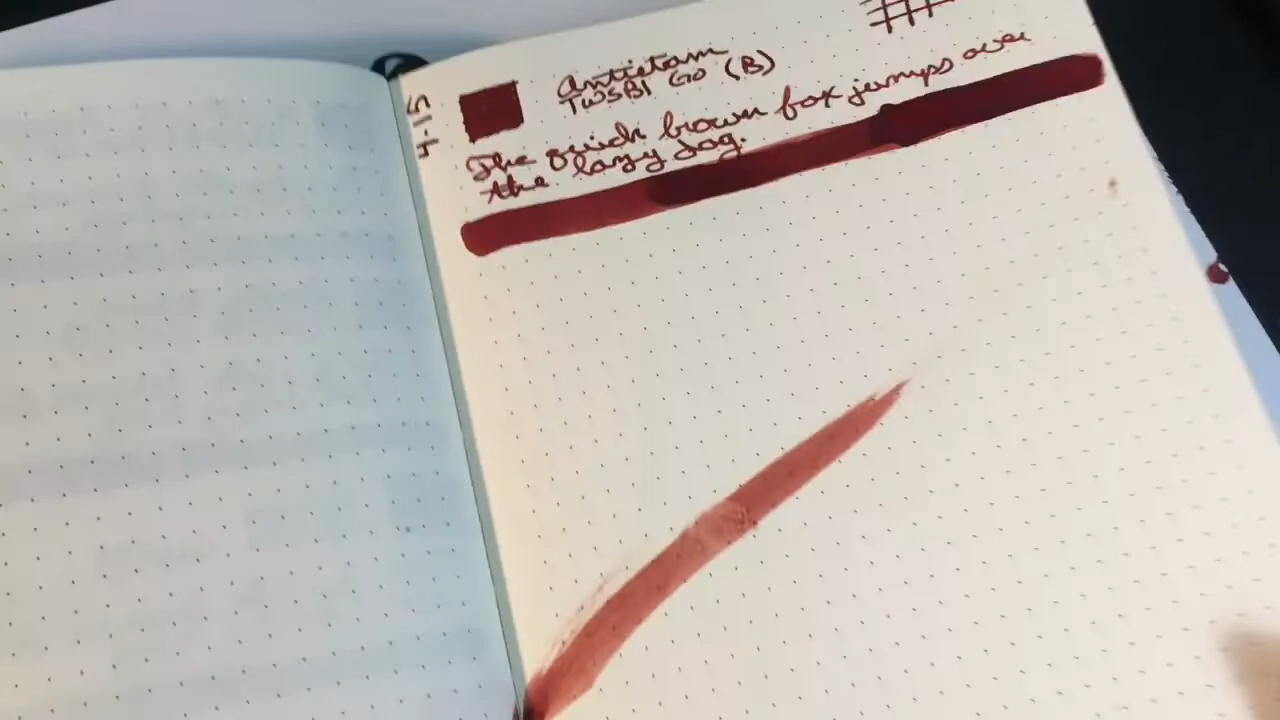 Antietam
TWSBI GO (B)
The quick brown fox jumps over
the lazy dog.